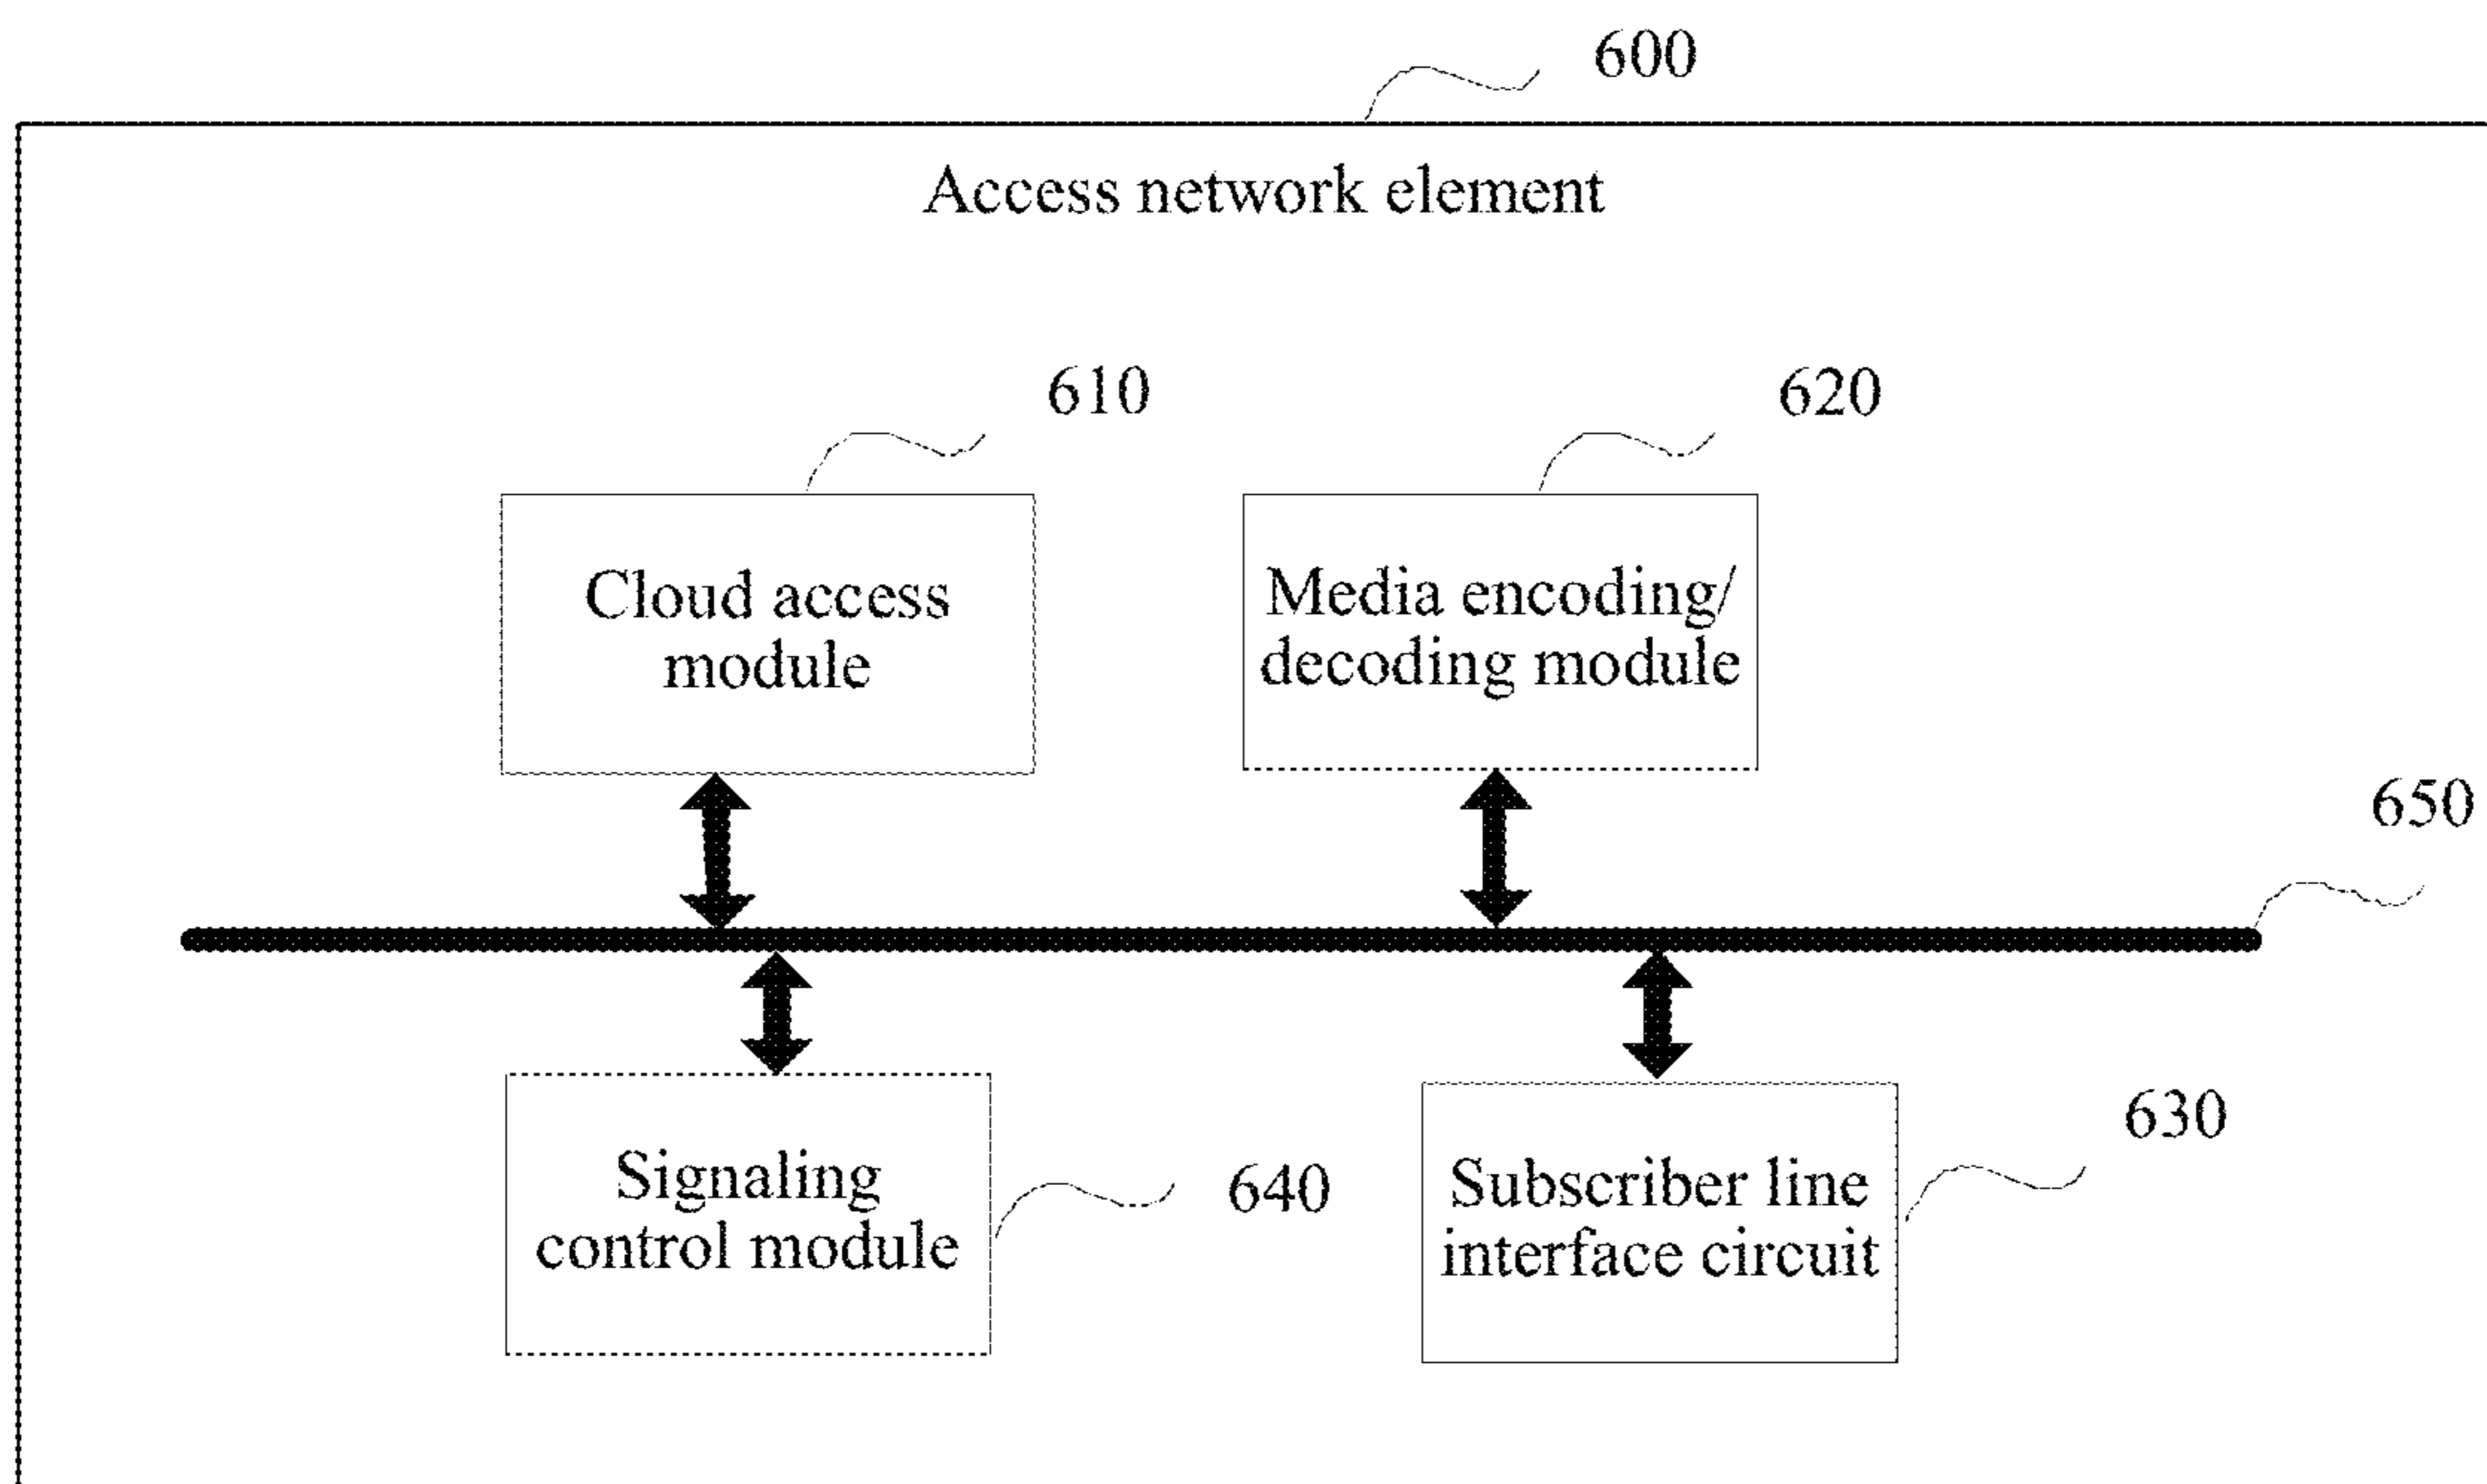 600
Access network element
610
620
Cloud access
module
Media encoding/
decoding module
650
Signaling
control module
640
Subscriber line
interface circuit
630